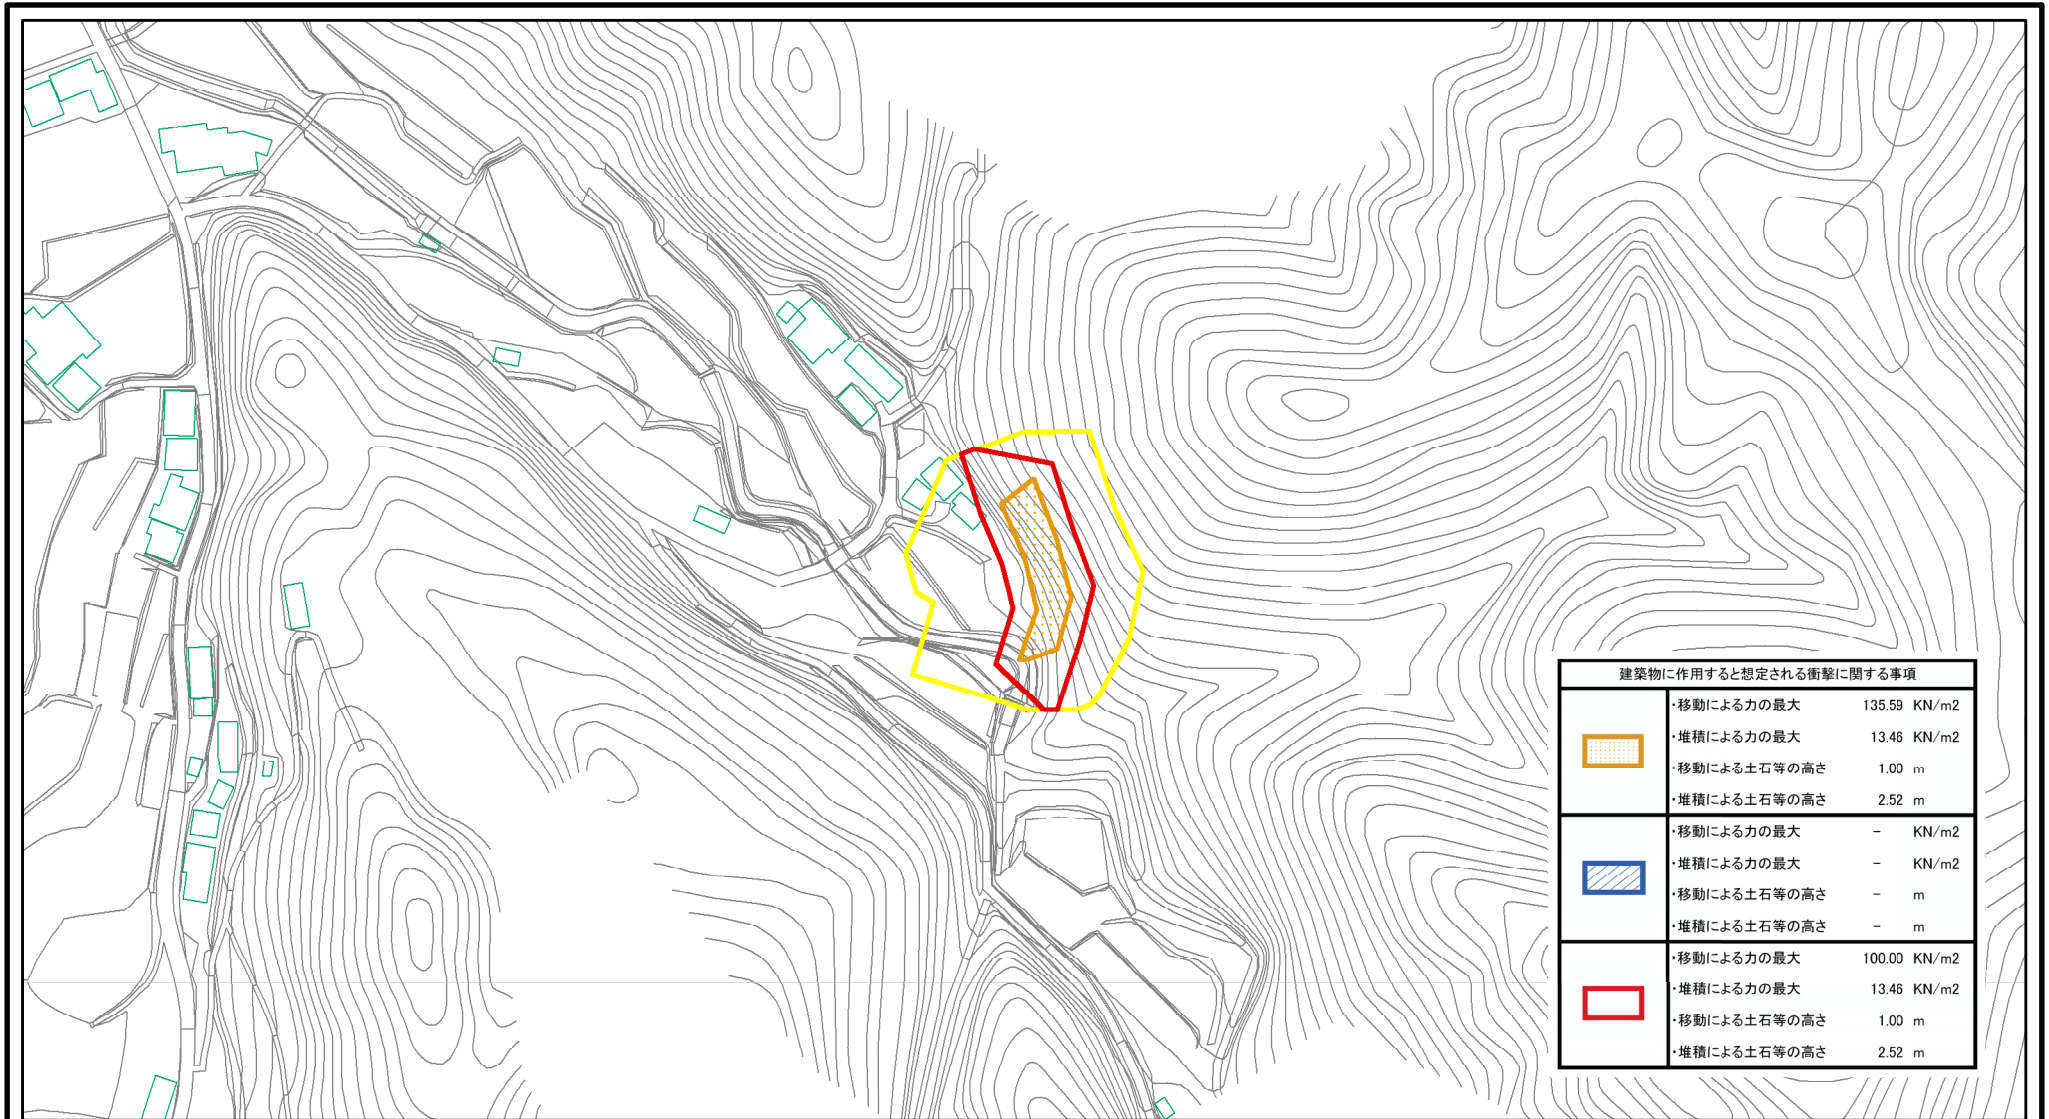 建築物に作用すると想定される衝撃に関する事項
・移動による力の最大 135.59 KN/m2
・堆積による力の最大 13.46 KN/m2
・移動による土石等の高さ 1.00 m
・堆積による土石等の高さ 2.52 m
・移動による力の最大 - KN/m2
・堆積による力の最大 - KN/m2
・移動による土石等の高さ - m
・堆積による土石等の高さ - m
・移動による力の最大 100.00 KN/m2
・堆積による力の最大 13.46 KN/m2
・移動による土石等の高さ 1.00 m
・堆積による土石等の高さ 2.52 m